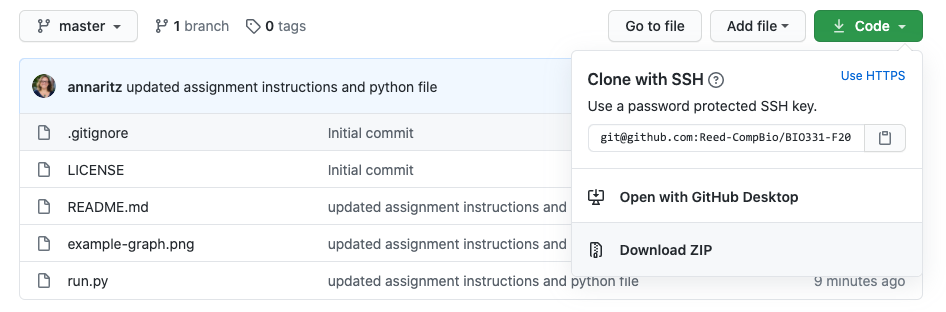 master 1 branch 0 tags Go to file Add file Code
annaritz updated assignment instructions and python file
Clone with SSH ? Use HTTPS
Use a password protected SSH key.
git@github.com:Reed-CompBio/BIO331-F20
Open with GitHub Desktop
Download ZIP
.gitignore Initial commit
LICENSE Initial commit
README.md updated assignment instructions and
example-graph.png updated assignment instructions and
run.py updated assignment instructions and python file 9 minutes ago